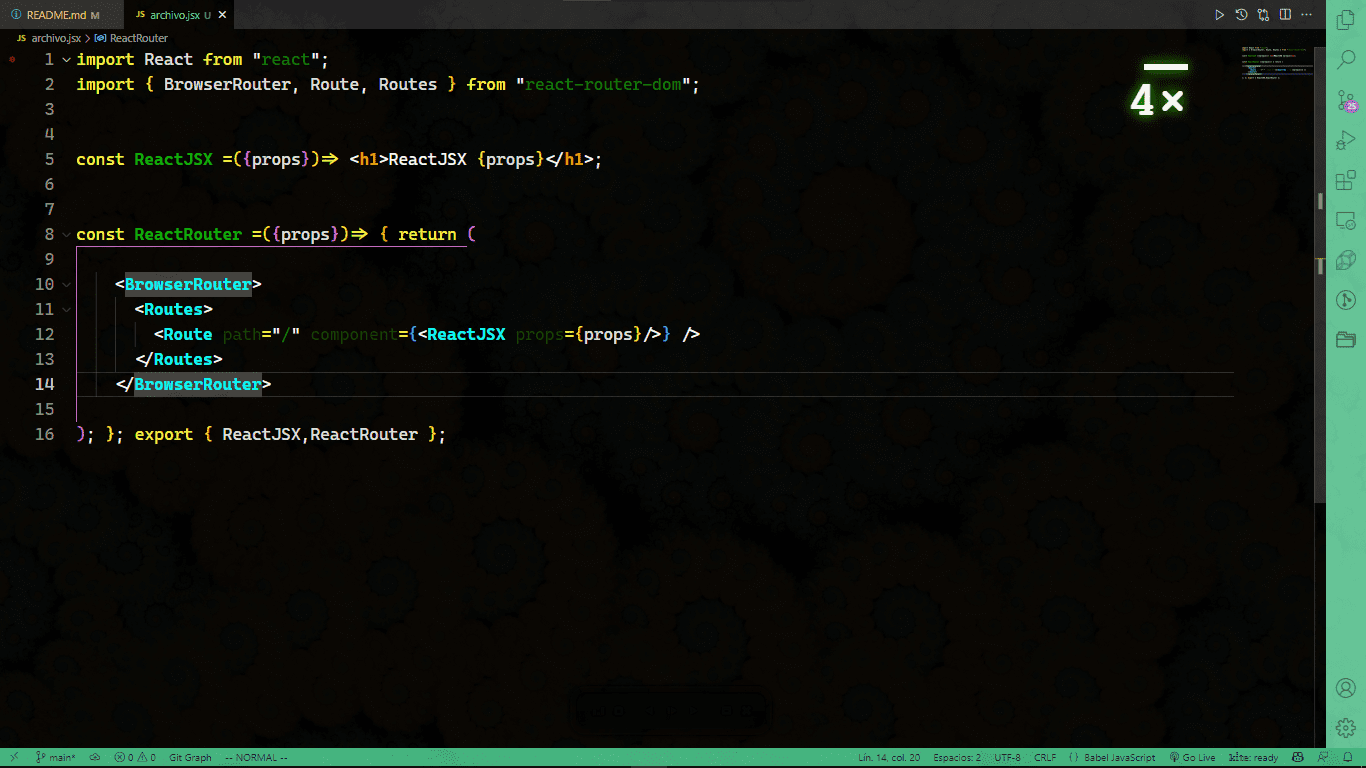 README.md M
JS archivo.jsx U
JS archivo.jsx > ReactRouter
1 import React from "react";
2 import { BrowserRouter, Route, Routes } from "react-router-dom";
3
4
5 const ReactJSX =({props})=> <h1>ReactJSX {props}</h1>;
6
7
8 const ReactRouter =({props})=> { return (
9
10 <BrowserRouter>
11 <Routes>
12 <Route path="/" component={<ReactJSX props={props}/>} />
13 </Routes>
14 </BrowserRouter>
15
16 ); }; export { ReactJSX,ReactRouter };
4×
25
main* 0 0 Git Graph -- NORMAL -- Lín. 14, col. 20 Espacios: 2 UTF-8 CRLF {} Babel JavaScript Go Live kite: ready